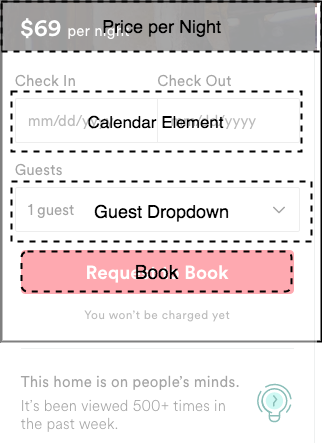 $69 per night Price per Night
Check In Check Out
mm/dd/yyyy Calendar Element mm/dd/yyyy
Guests
1 guest Guest Dropdown
Request to Book Book
You won't be charged yet
This home is on people's minds.
It's been viewed 500+ times in
the past week.